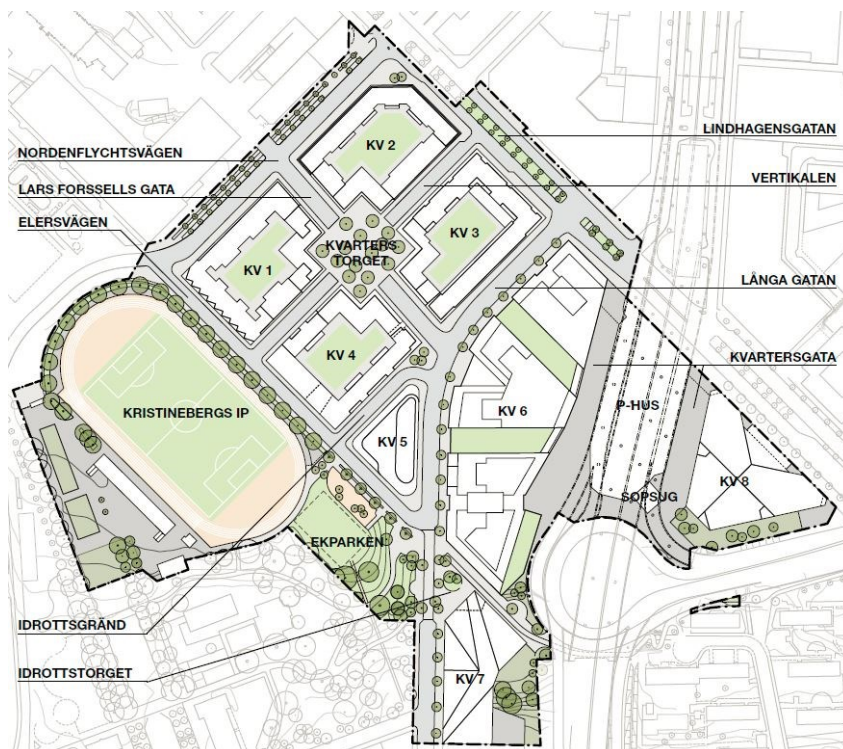 LINDHAGENSGATAN
KV 2
NORDENFLYCHTSVÄGEN
VERTIKALEN
LARS FORSSELLS GATA
ELERSVÄGEN
KV 3
KVARTERS
TORGET
KV 1
LÅNGA GATAN
KV 4
KVARTERSGATA
P-HUS
KRISTINEBERGS IP
KV 6
KV 5
KV 8
SOPSUG
EKPARKEN
IDROTTSGRÄND
IDROTTSTORGET
KV 7